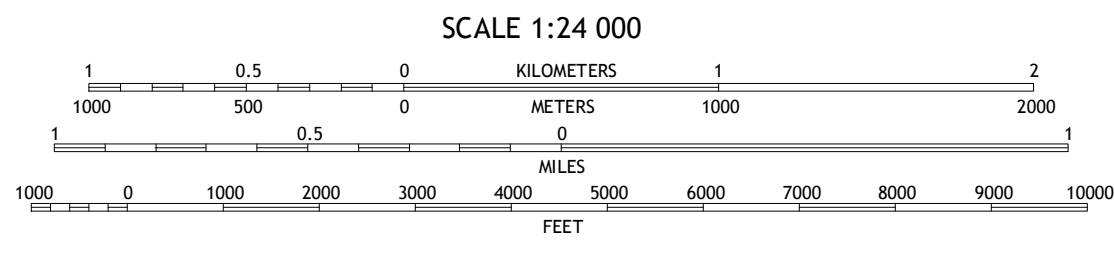 SCALE 1:24 000
1 0.5 0 KILOMETERS 1 2
1000 500 0 METERS 1000 2000
1 0.5 0 1
MILES
1000 0 1000 2000 3000 4000 5000 6000 7000 8000 9000 10000
FEET